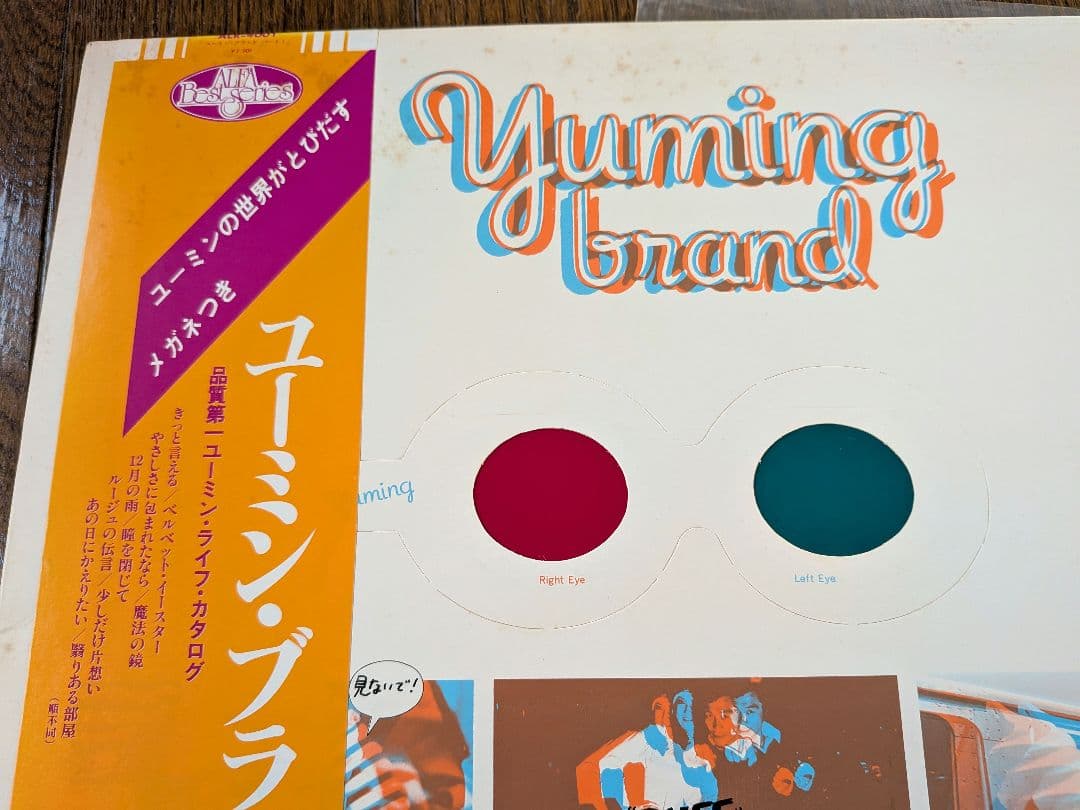 ALFA
Best series
ユーミンの世界がとびだす
メガネつき
ユーミン・ブラ
品質第一ユーミン・ライフ・カタログ
きっと言える/ベルベット・イースター
やさしさに包まれたなら/魔法の鏡
12月の雨/瞳を閉じて
ルージュの伝言/少しだけ片想い
あの日にかえりたい/翳りある部屋
(順不同)
Yuming
brand
uming
Right Eye
Left Eye
見ないで!